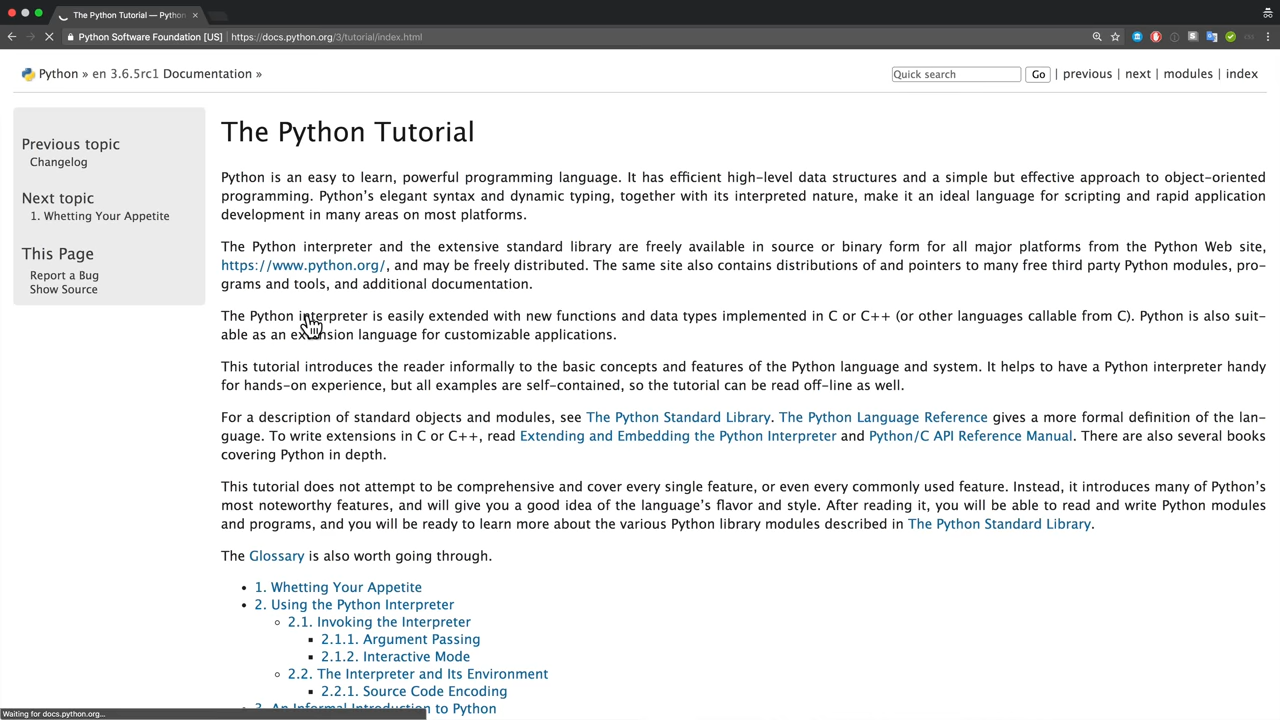 The Python Tutorial — Python
Python Software Foundation [US] | https://docs.python.org/3/tutorial/index.html
Python » en 3.6.5rc1 Documentation »
Quick search Go | previous | next | modules | index
Previous topic
Changelog
Next topic
1. Whetting Your Appetite
This Page
Report a Bug
Show Source
The Python Tutorial
Python is an easy to learn, powerful programming language. It has efficient high-level data structures and a simple but effective approach to object-oriented
programming. Python's elegant syntax and dynamic typing, together with its interpreted nature, make it an ideal language for scripting and rapid application
development in many areas on most platforms.
The Python interpreter and the extensive standard library are freely available in source or binary form for all major platforms from the Python Web site,
https://www.python.org/, and may be freely distributed. The same site also contains distributions of and pointers to many free third party Python modules, pro-
grams and tools, and additional documentation.
The Python interpreter is easily extended with new functions and data types implemented in C or C++ (or other languages callable from C). Python is also suit-
able as an extension language for customizable applications.
This tutorial introduces the reader informally to the basic concepts and features of the Python language and system. It helps to have a Python interpreter handy
for hands-on experience, but all examples are self-contained, so the tutorial can be read off-line as well.
For a description of standard objects and modules, see The Python Standard Library. The Python Language Reference gives a more formal definition of the lan-
guage. To write extensions in C or C++, read Extending and Embedding the Python Interpreter and Python/C API Reference Manual. There are also several books
covering Python in depth.
This tutorial does not attempt to be comprehensive and cover every single feature, or even every commonly used feature. Instead, it introduces many of Python's
most noteworthy features, and will give you a good idea of the language's flavor and style. After reading it, you will be able to read and write Python modules
and programs, and you will be ready to learn more about the various Python library modules described in The Python Standard Library.
The Glossary is also worth going through.
1. Whetting Your Appetite
2. Using the Python Interpreter
2.1. Invoking the Interpreter
2.1.1. Argument Passing
2.1.2. Interactive Mode
2.2. The Interpreter and Its Environment
2.2.1. Source Code Encoding
3. An Informal Introduction to Python
Waiting for docs.python.org...